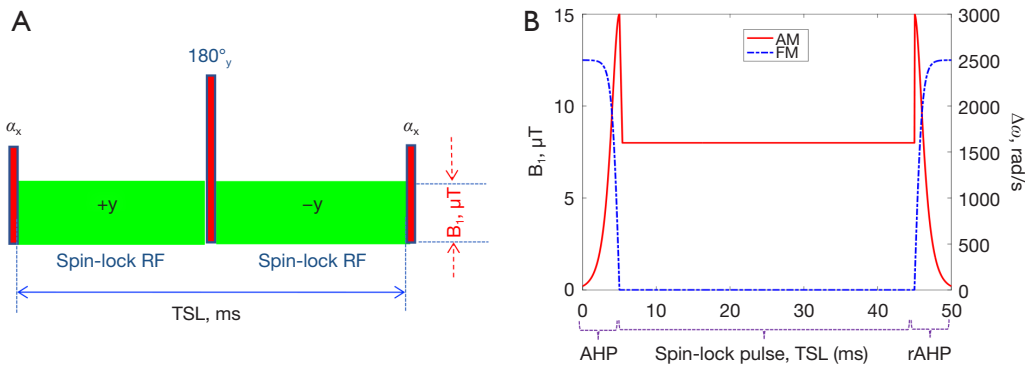 A
180°y
αx
αx
+y
−y
B1, μT
Spin-lock RF
Spin-lock RF
TSL, ms
B
15
10
5
0
B1, μT
AM
FM
3000
2500
2000
1500
1000
500
0
Δω, rad/s
0 10 20 30 40 50
AHP Spin-lock pulse, TSL (ms) rAHP